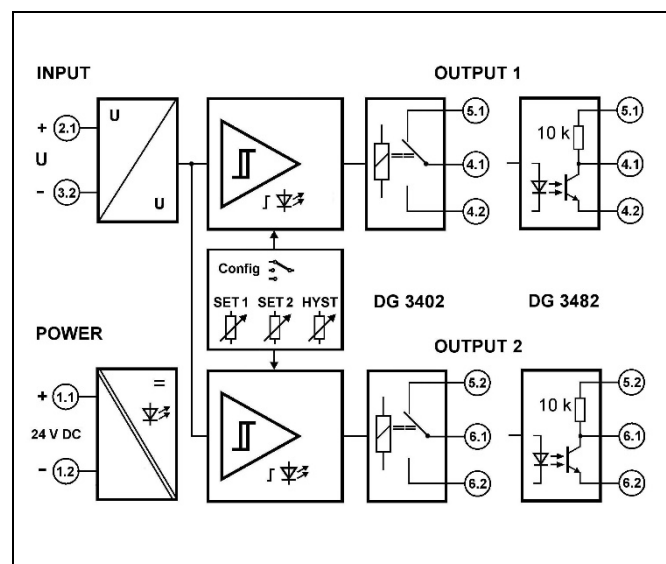 INPUT
OUTPUT 1
U
5.1
5.1
+ 2.1
10 k
U
4.1
4.1
- 3.2
U
4.2
4.2
Config
SET 1 SET 2 HYST
DG 3402
DG 3482
POWER
OUTPUT 2
+ 1.1
=
5.2
5.2
10 k
24 V DC
6.1
6.1
- 1.2
6.2
6.2